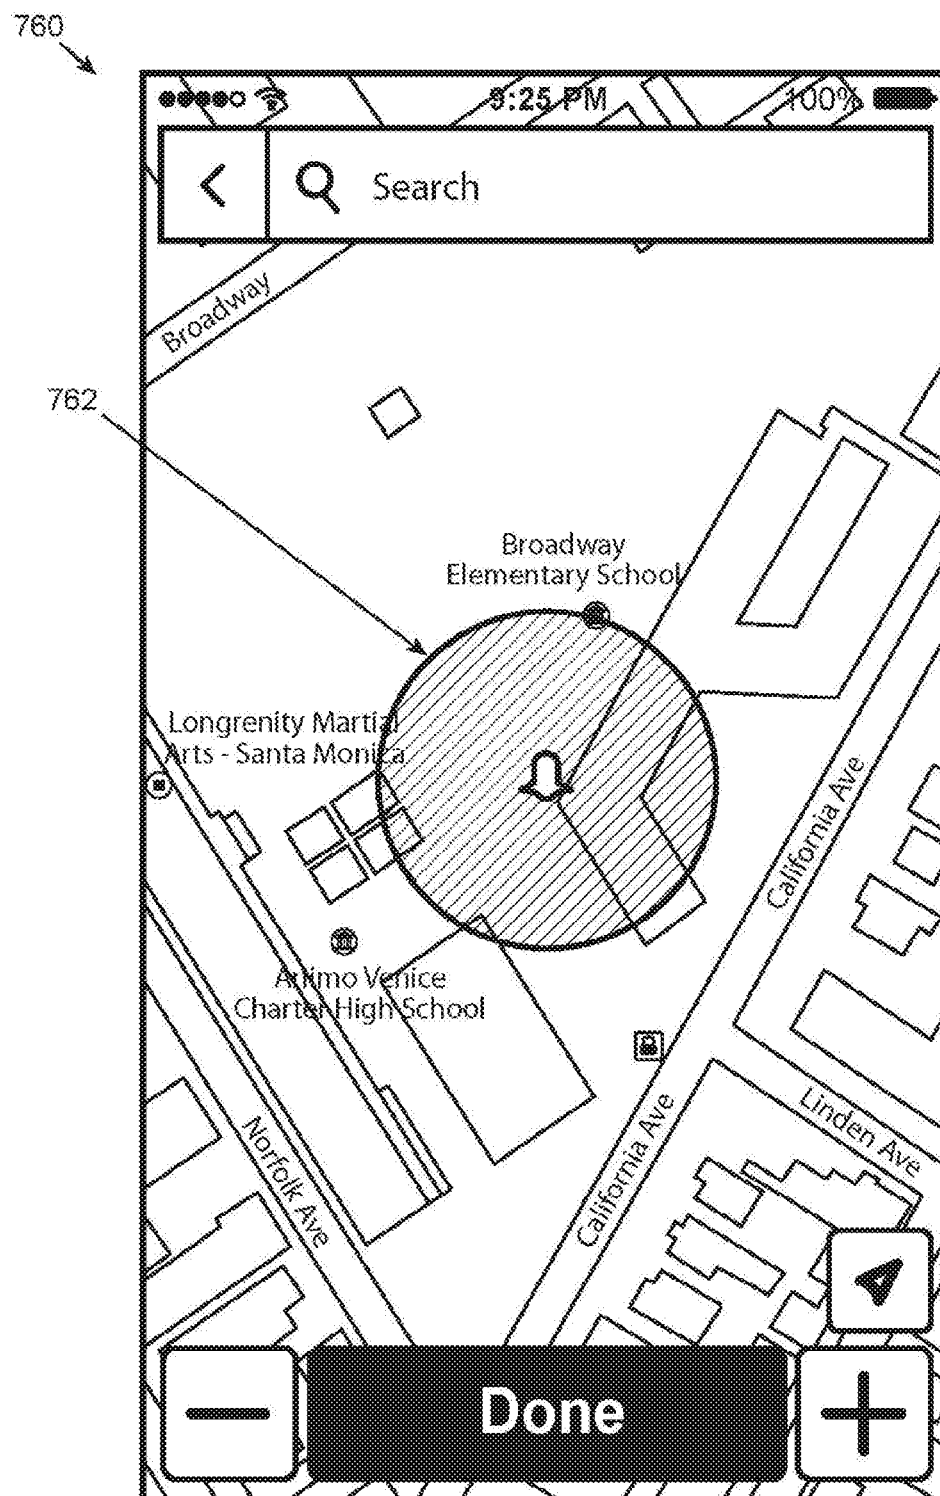 760
9:25 PM
100%
Search
Broadway
762
Broadway
Elementary School
Longrenity Martial
Arts - Santa Monica
California Ave
Arlimo Venice
Charter High School
Linden Ave
Norfolk Ave
California Ave
Done